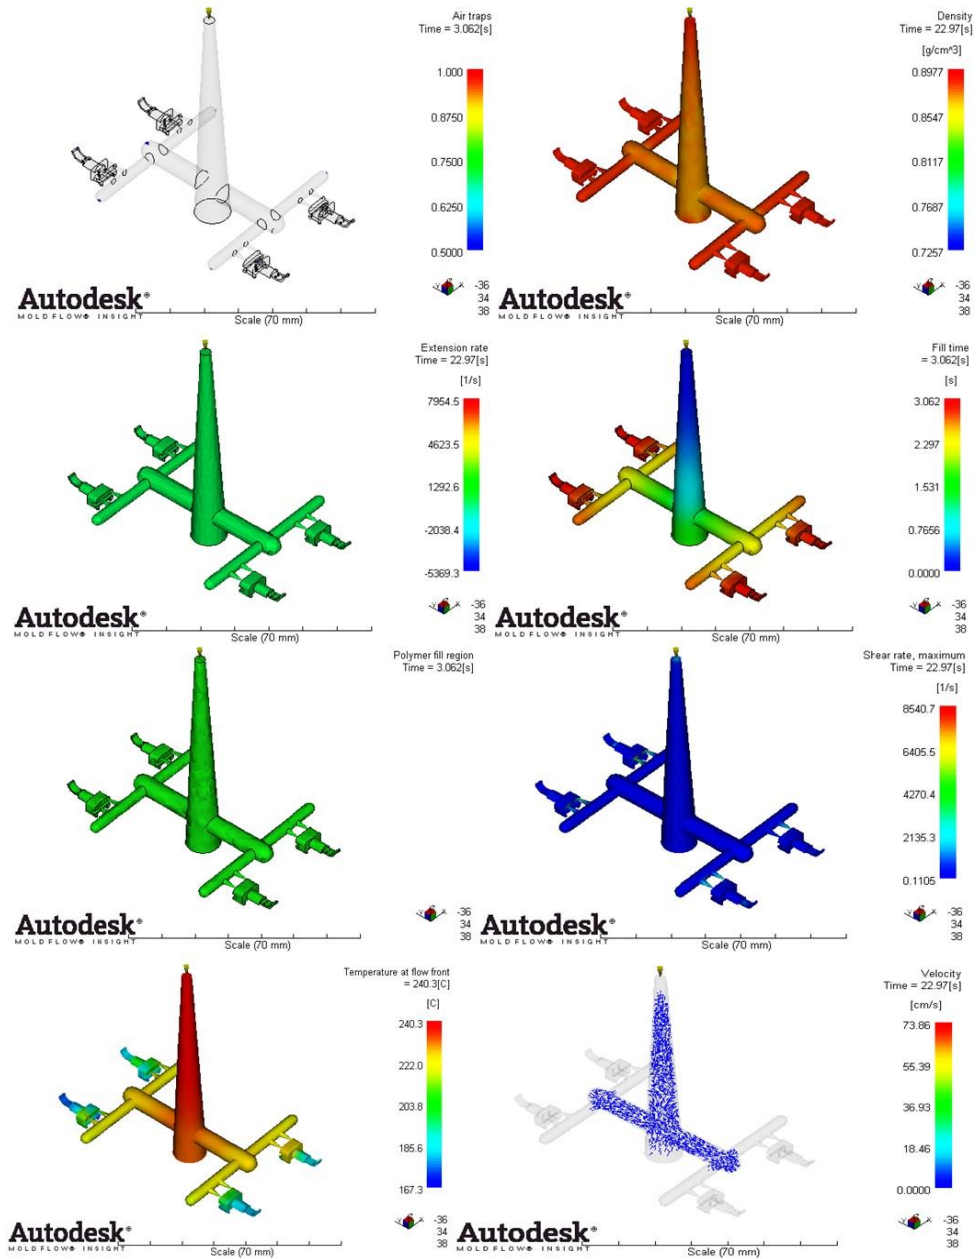 Air traps
Time = 3.062[s]
1.000
0.8750
0.7500
0.6250
0.5000
Autodesk®
MOLDFLOW® INSIGHT
Scale (70 mm)
-36
34
38
Density
Time = 22.97[s]
[g/cm^3]
0.8977
0.8547
0.8117
0.7687
0.7257
Autodesk®
MOLDFLOW® INSIGHT
Scale (70 mm)
-36
34
38
Extension rate
Time = 22.97[s]
[1/s]
7954.5
4623.5
1292.6
-2038.4
-5369.3
Autodesk®
MOLDFLOW® INSIGHT
Scale (70 mm)
-36
34
38
Fill time
= 3.062[s]
[s]
3.062
2.297
1.531
0.7656
0.0000
Autodesk®
MOLDFLOW® INSIGHT
Scale (70 mm)
-36
34
38
Polymer fill region
Time = 3.062[s]
Autodesk®
MOLDFLOW® INSIGHT
Scale (70 mm)
-36
34
38
Shear rate, maximum
Time = 22.97[s]
[1/s]
8540.7
6405.5
4270.4
2135.3
0.1105
Autodesk®
MOLDFLOW® INSIGHT
Scale (70 mm)
-36
34
38
Temperature at flow front
= 240.3[C]
[C]
240.3
222.0
203.8
185.6
167.3
Autodesk®
MOLDFLOW® INSIGHT
Scale (70 mm)
-36
34
38
Velocity
Time = 22.97[s]
[cm/s]
73.86
55.39
36.93
18.46
0.0000
Autodesk®
MOLDFLOW® INSIGHT
Scale (70 mm)
-36
34
38